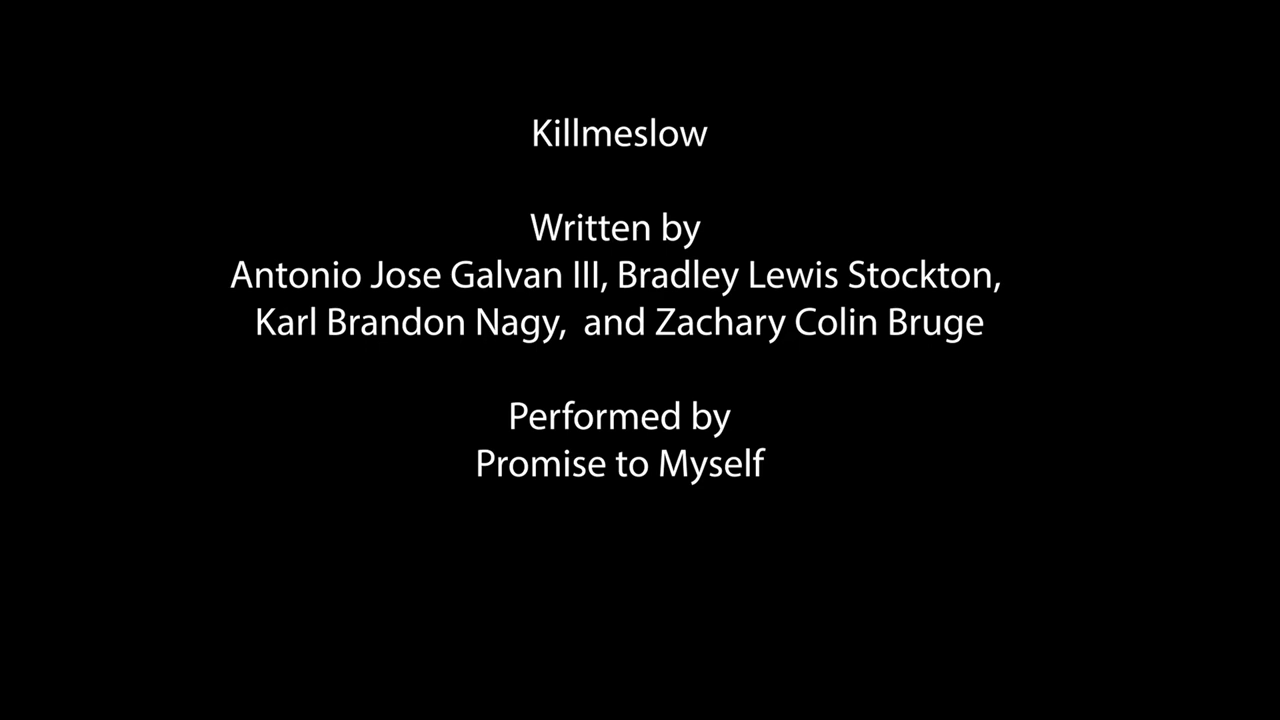 Killmeslow
Written by
Antonio Jose Galvan III, Bradley Lewis Stockton,
Karl Brandon Nagy,  and Zachary Colin Bruge
Performed by
Promise to Myself